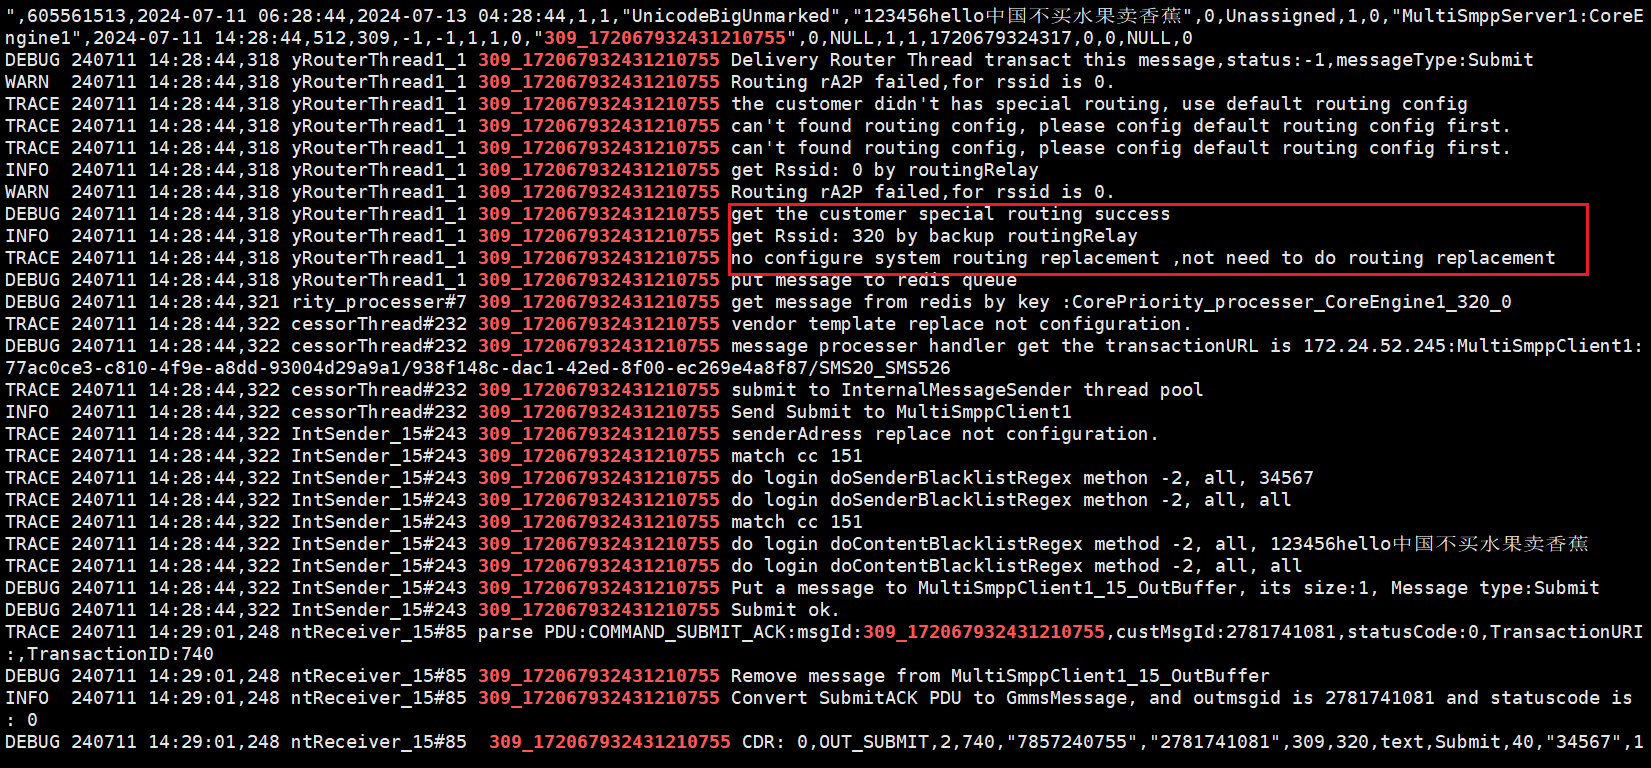 ",605561513,2024-07-11 06:28:44,2024-07-13 04:28:44,1,1,"UnicodeBigUnmarked","123456hello中国不买水果卖香蕉",0,Unassigned,1,0,"MultiSmppServer1:CoreE
ngine1",2024-07-11 14:28:44,512,309,-1,-1,1,1,0,"309_172067932431210755",0,NULL,1,1,1720679324317,0,0,NULL,0
DEBUG 240711 14:28:44,318 yRouterThread1_1 309_172067932431210755 Delivery Router Thread transact this message,status:-1,messageType:Submit
WARN  240711 14:28:44,318 yRouterThread1_1 309_172067932431210755 Routing rA2P failed,for rssid is 0.
TRACE 240711 14:28:44,318 yRouterThread1_1 309_172067932431210755 the customer didn't has special routing, use default routing config
TRACE 240711 14:28:44,318 yRouterThread1_1 309_172067932431210755 can't found routing config, please config default routing config first.
TRACE 240711 14:28:44,318 yRouterThread1_1 309_172067932431210755 can't found routing config, please config default routing config first.
INFO  240711 14:28:44,318 yRouterThread1_1 309_172067932431210755 get Rssid: 0 by routingRelay
WARN  240711 14:28:44,318 yRouterThread1_1 309_172067932431210755 Routing rA2P failed,for rssid is 0.
DEBUG 240711 14:28:44,318 yRouterThread1_1 309_172067932431210755 get the customer special routing success
INFO  240711 14:28:44,318 yRouterThread1_1 309_172067932431210755 get Rssid: 320 by backup routingRelay
TRACE 240711 14:28:44,318 yRouterThread1_1 309_172067932431210755 no configure system routing replacement ,not need to do routing replacement
DEBUG 240711 14:28:44,318 yRouterThread1_1 309_172067932431210755 put message to redis queue
DEBUG 240711 14:28:44,321 rity_processer#7 309_172067932431210755 get message from redis by key :CorePriority_processer_CoreEngine1_320_0
TRACE 240711 14:28:44,322 cessorThread#232 309_172067932431210755 vendor template replace not configuration.
DEBUG 240711 14:28:44,322 cessorThread#232 309_172067932431210755 message processer handler get the transactionURL is 172.24.52.245:MultiSmppClient1:
77ac0ce3-c810-4f9e-a8dd-93004d29a9a1/938f148c-dac1-42ed-8f00-ec269e4a8f87/SMS20_SMS526
TRACE 240711 14:28:44,322 cessorThread#232 309_172067932431210755 submit to InternalMessageSender thread pool
INFO  240711 14:28:44,322 cessorThread#232 309_172067932431210755 Send Submit to MultiSmppClient1
TRACE 240711 14:28:44,322 IntSender_15#243 309_172067932431210755 senderAdress replace not configuration.
TRACE 240711 14:28:44,322 IntSender_15#243 309_172067932431210755 match cc 151
TRACE 240711 14:28:44,322 IntSender_15#243 309_172067932431210755 do login doSenderBlacklistRegex methon -2, all, 34567
TRACE 240711 14:28:44,322 IntSender_15#243 309_172067932431210755 do login doSenderBlacklistRegex methon -2, all, all
TRACE 240711 14:28:44,322 IntSender_15#243 309_172067932431210755 match cc 151
TRACE 240711 14:28:44,322 IntSender_15#243 309_172067932431210755 do login doContentBlacklistRegex method -2, all, 123456hello中国不买水果卖香蕉
TRACE 240711 14:28:44,322 IntSender_15#243 309_172067932431210755 do login doContentBlacklistRegex method -2, all, all
DEBUG 240711 14:28:44,322 IntSender_15#243 309_172067932431210755 Put a message to MultiSmppClient1_15_OutBuffer, its size:1, Message type:Submit
DEBUG 240711 14:28:44,322 IntSender_15#243 309_172067932431210755 Submit ok.
TRACE 240711 14:29:01,248 ntReceiver_15#85 parse PDU:COMMAND_SUBMIT_ACK:msgId:309_172067932431210755,custMsgId:2781741081,statusCode:0,TransactionURI
:,TransactionID:740
DEBUG 240711 14:29:01,248 ntReceiver_15#85 309_172067932431210755 Remove message from MultiSmppClient1_15_OutBuffer
INFO  240711 14:29:01,248 ntReceiver_15#85 309_172067932431210755 Convert SubmitACK PDU to GmmsMessage, and outmsgid is 2781741081 and statuscode is
: 0
DEBUG 240711 14:29:01,248 ntReceiver_15#85  309_172067932431210755 CDR: 0,OUT_SUBMIT,2,740,"7857240755","2781741081",309,320,text,Submit,40,"34567",1